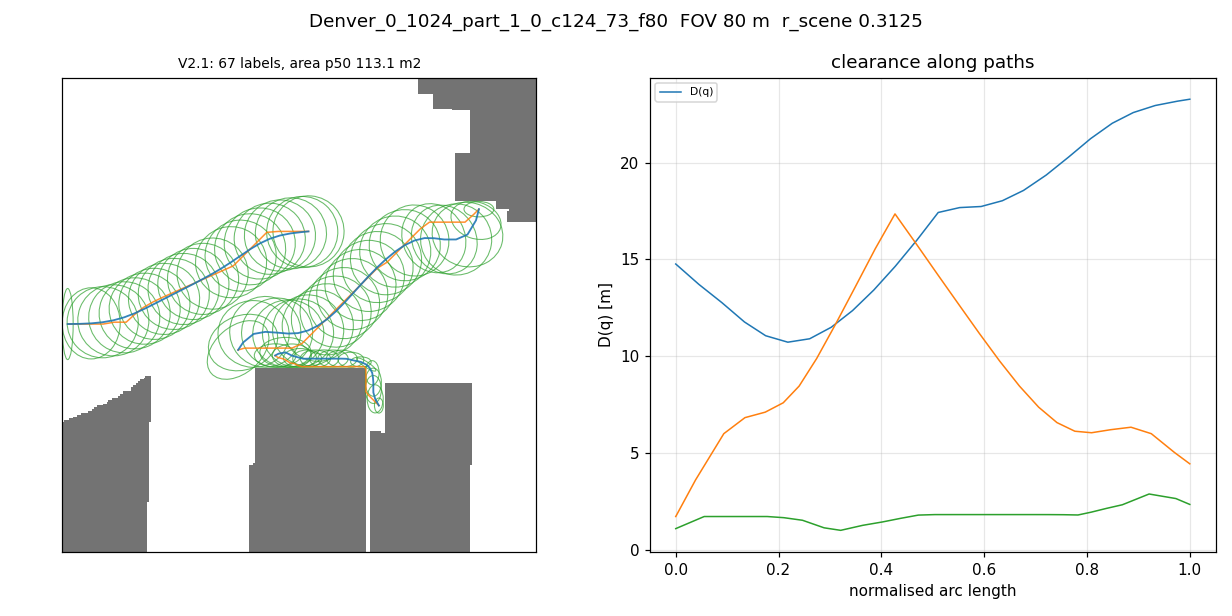 Denver_0_1024_part_1_0_c124_73_f80  FOV 80 m  r_scene 0.3125
V2.1: 67 labels, area p50 113.1 m2
clearance along paths
D(q)
D(q) [m]
20
15
10
5
0
0.0 0.2 0.4 0.6 0.8 1.0
normalised arc length